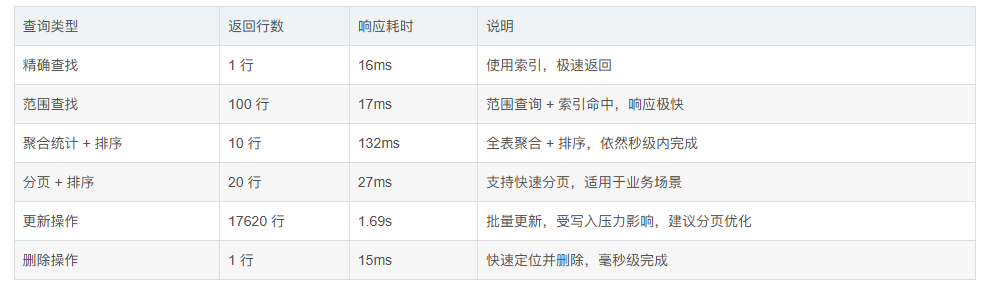 查询类型 返回行数 响应耗时 说明
精确查找 1 行 16ms 使用索引，极速返回
范围查找 100 行 17ms 范围查询 + 索引命中，响应极快
聚合统计 + 排序 10 行 132ms 全表聚合 + 排序，依然秒级内完成
分页 + 排序 20 行 27ms 支持快速分页，适用于业务场景
更新操作 17620 行 1.69s 批量更新，受写入压力影响，建议分页优化
删除操作 1 行 15ms 快速定位并删除，毫秒级完成